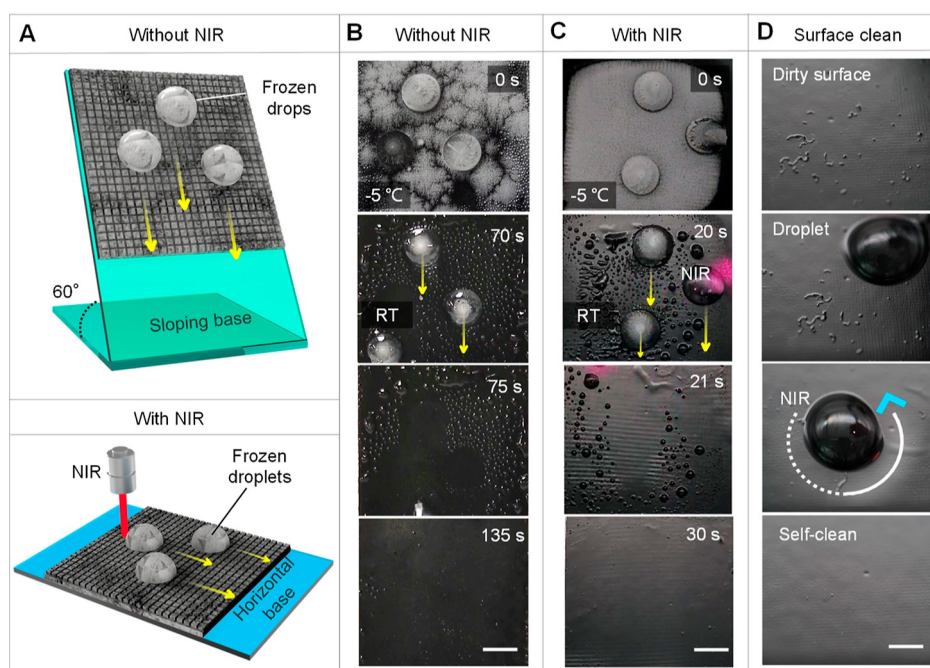 A
Without NIR
Frozen
drops
60°
Sloping base
With NIR
NIR
Frozen
droplets
Horizontal
base
B
Without NIR
0 s
-5 °C
70 s
RT
75 s
135 s
C
With NIR
0 s
-5 °C
20 s
NIR
RT
21 s
30 s
D
Surface clean
Dirty surface
Droplet
NIR
Self-clean